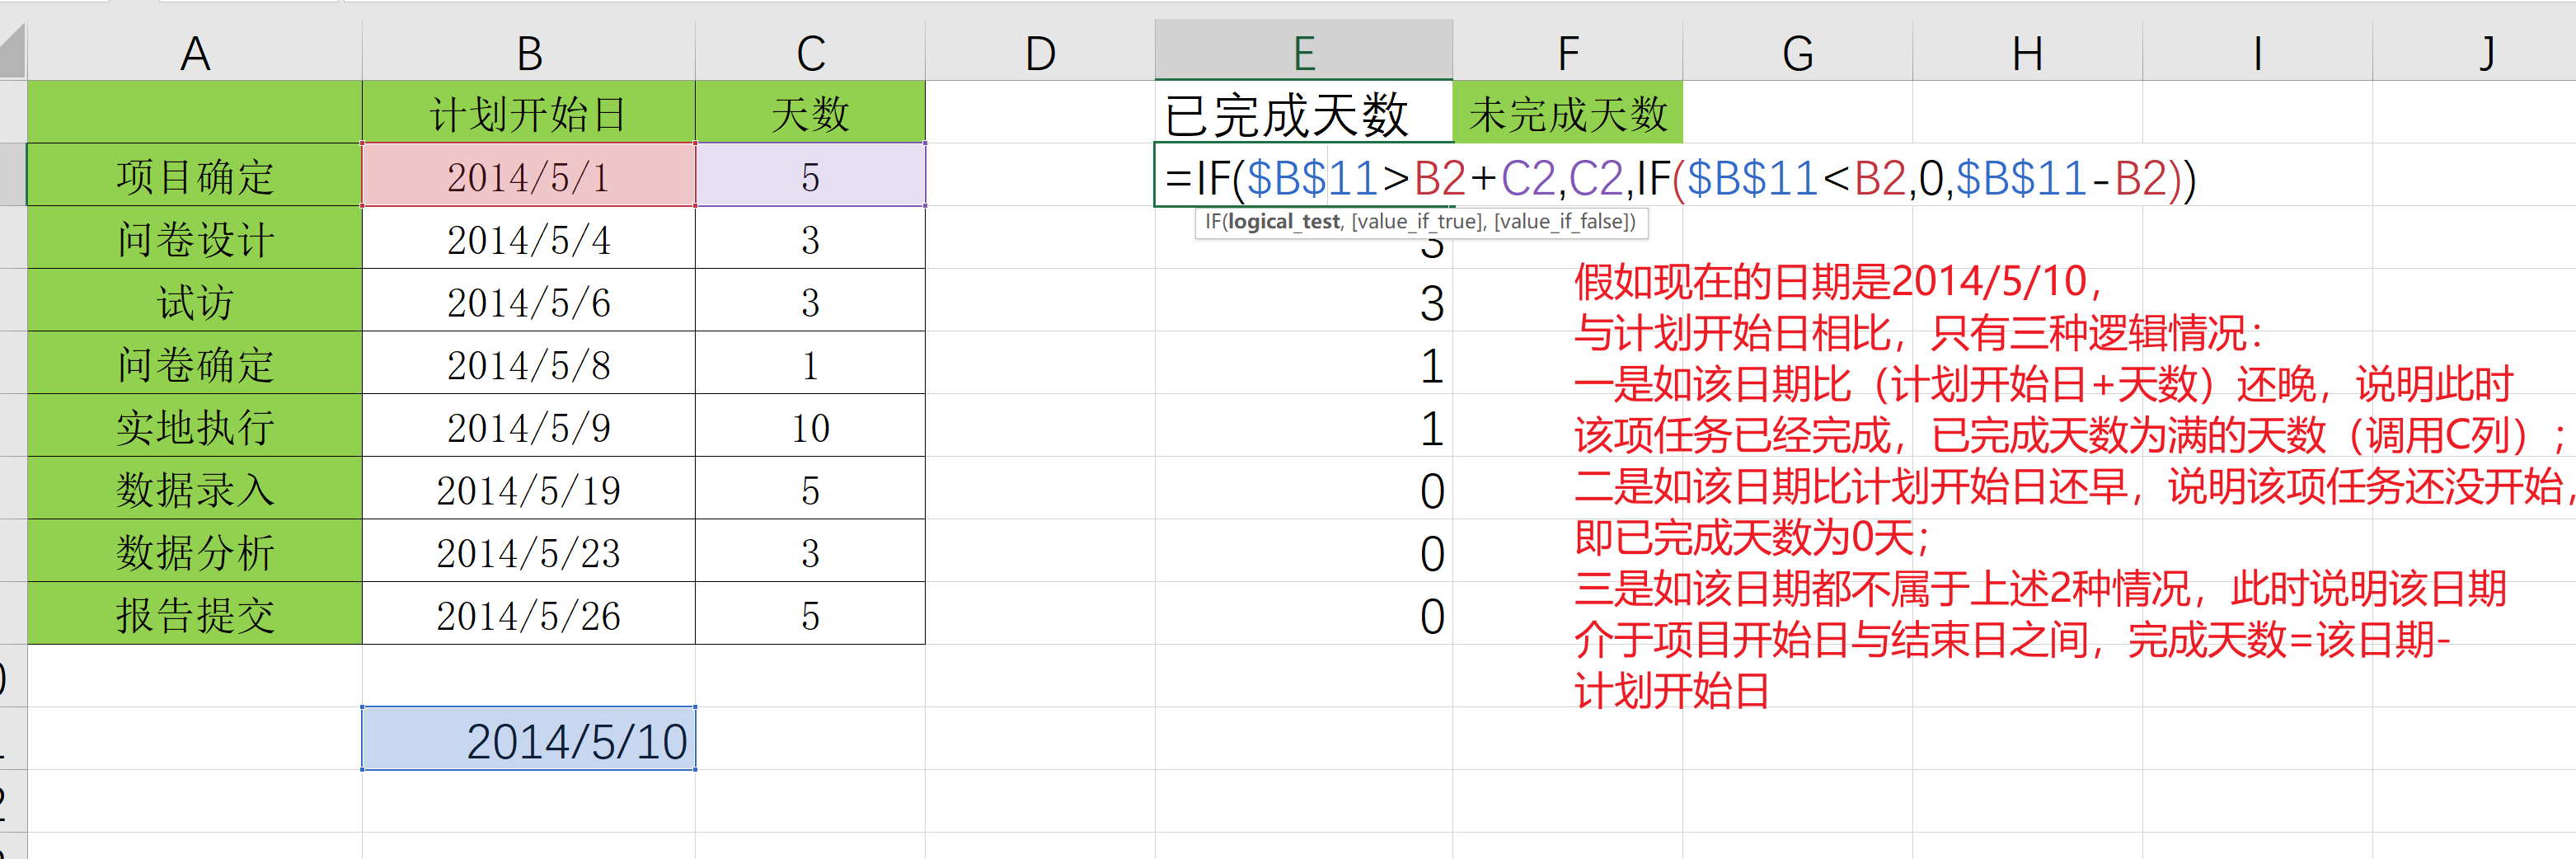 A B C D E F G H I J
计划开始日 天数 已完成天数 未完成天数
项目确定 2014/5/1 5 =IF($B$11>B2+C2,C2,IF($B$11<B2,0,$B$11-B2))
IF(logical_test, [value_if_true], [value_if_false])
问卷设计 2014/5/4 3 3
试访 2014/5/6 3 3
问卷确定 2014/5/8 1 1
实地执行 2014/5/9 10 1
数据录入 2014/5/19 5 0
数据分析 2014/5/23 3 0
报告提交 2014/5/26 5 0
2014/5/10
假如现在的日期是2014/5/10，
与计划开始日相比，只有三种逻辑情况：
一是如该日期比（计划开始日+天数）还晚，说明此时
该项任务已经完成，已完成天数为满的天数（调用C列）；
二是如该日期比计划开始日还早，说明该项任务还没开始，
即已完成天数为0天；
三是如该日期都不属于上述2种情况，此时说明该日期
介于项目开始日与结束日之间，完成天数=该日期-
计划开始日